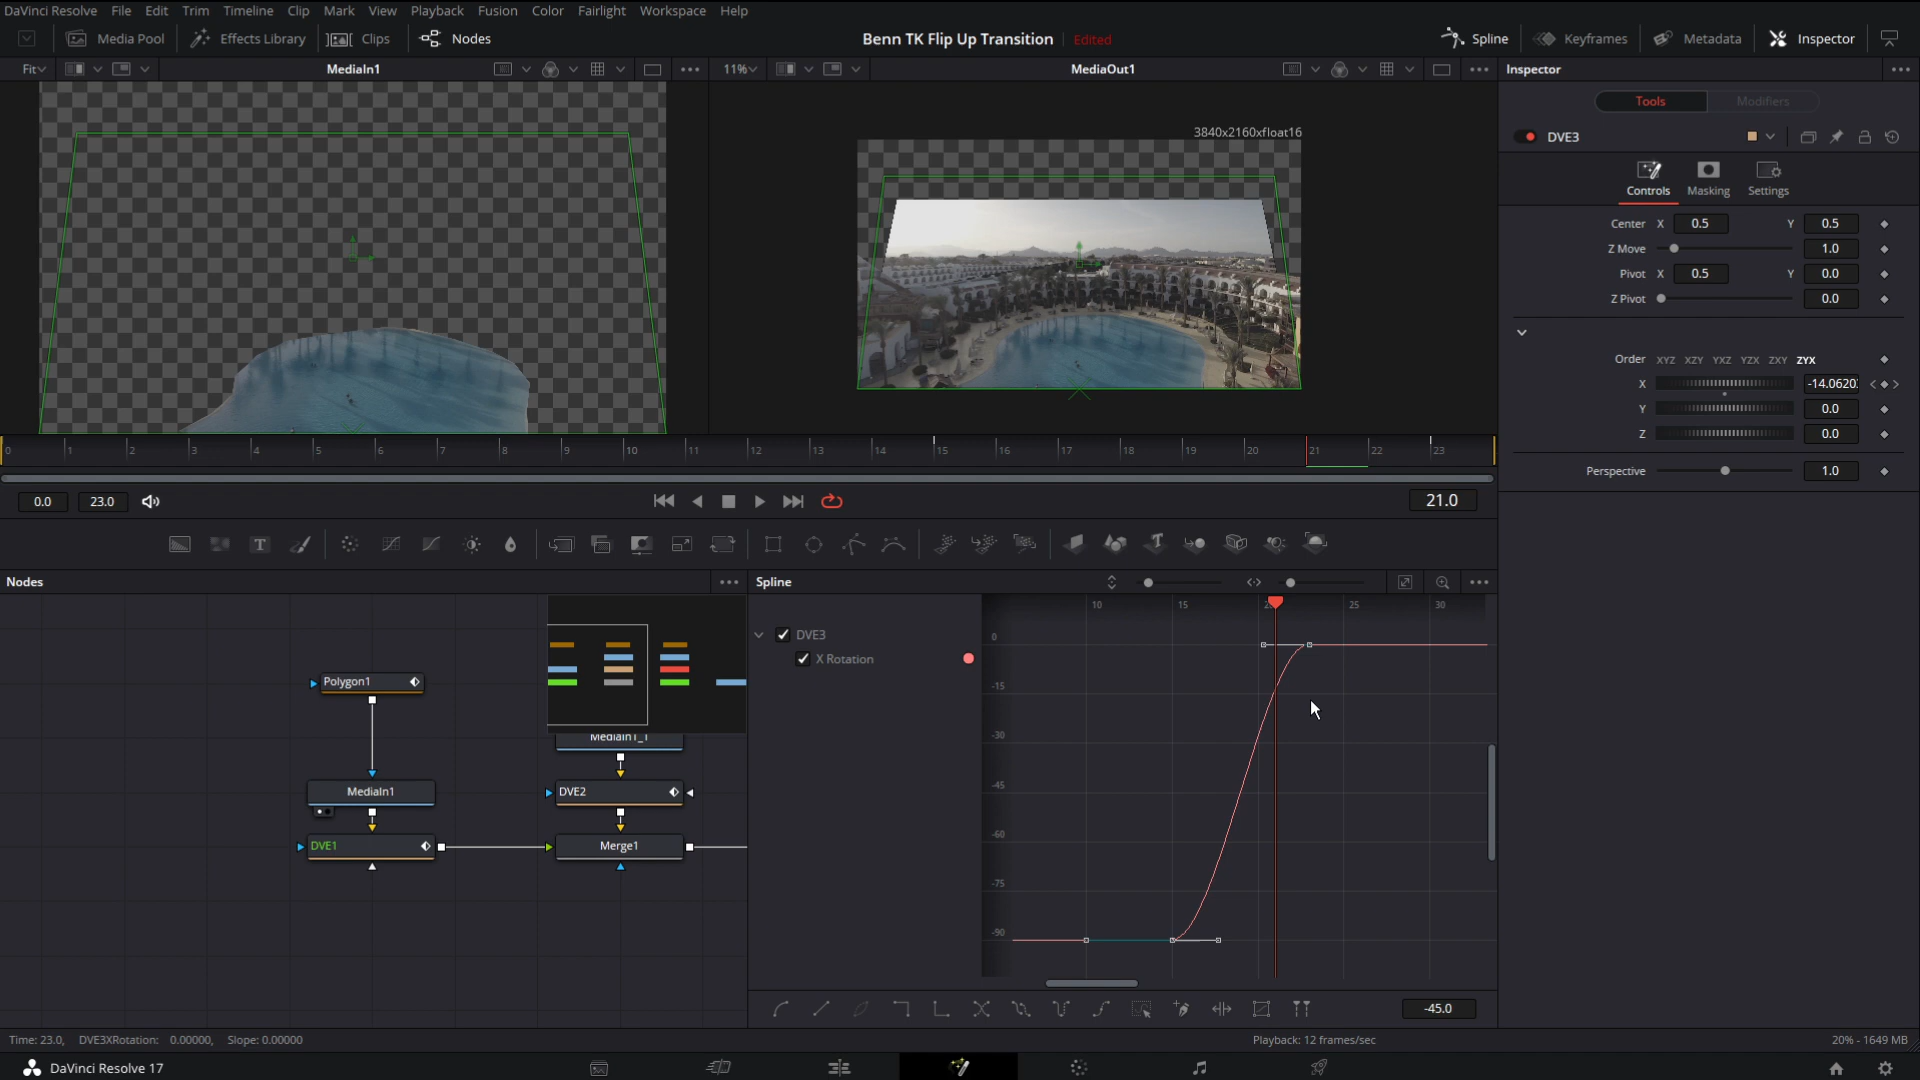 DaVinci Resolve File Edit Trim Timeline Clip Mark View Playback Fusion Color Fairlight Workspace Help
Media Pool Effects Library Clips Nodes Benn TK Flip Up Transition Edited Spline Keyframes Metadata Inspector
Fit MediaIn1 11% MediaOut1 Inspector
Tools Modifiers
3840x2160xfloat16
DVE3
Controls Masking Settings
Center X 0.5 Y 0.5
Z Move 1.0
Pivot X 0.5 Y 0.0
Z Pivot 0.0
Order XYZ XZY YXZ YZX ZXY ZYX
X -14.0620
Y 0.0
Z 0.0
Perspective 1.0
0 1 2 3 4 5 6 7 8 9 10 11 12 13 14 15 16 17 18 19 20 21 22 23
0.0 23.0 21.0
T
Nodes Spline
10 15 25 30
DVE3
X Rotation
0
-15
-30
-45
-60
-75
-90
Polygon1
MediaIn1_1
MediaIn1 DVE2
DVE1 Merge1
-45.0
Time: 23.0, DVE3XRotation: 0.00000, Slope: 0.00000 Playback: 12 frames/sec 20% - 1649 MB
DaVinci Resolve 17